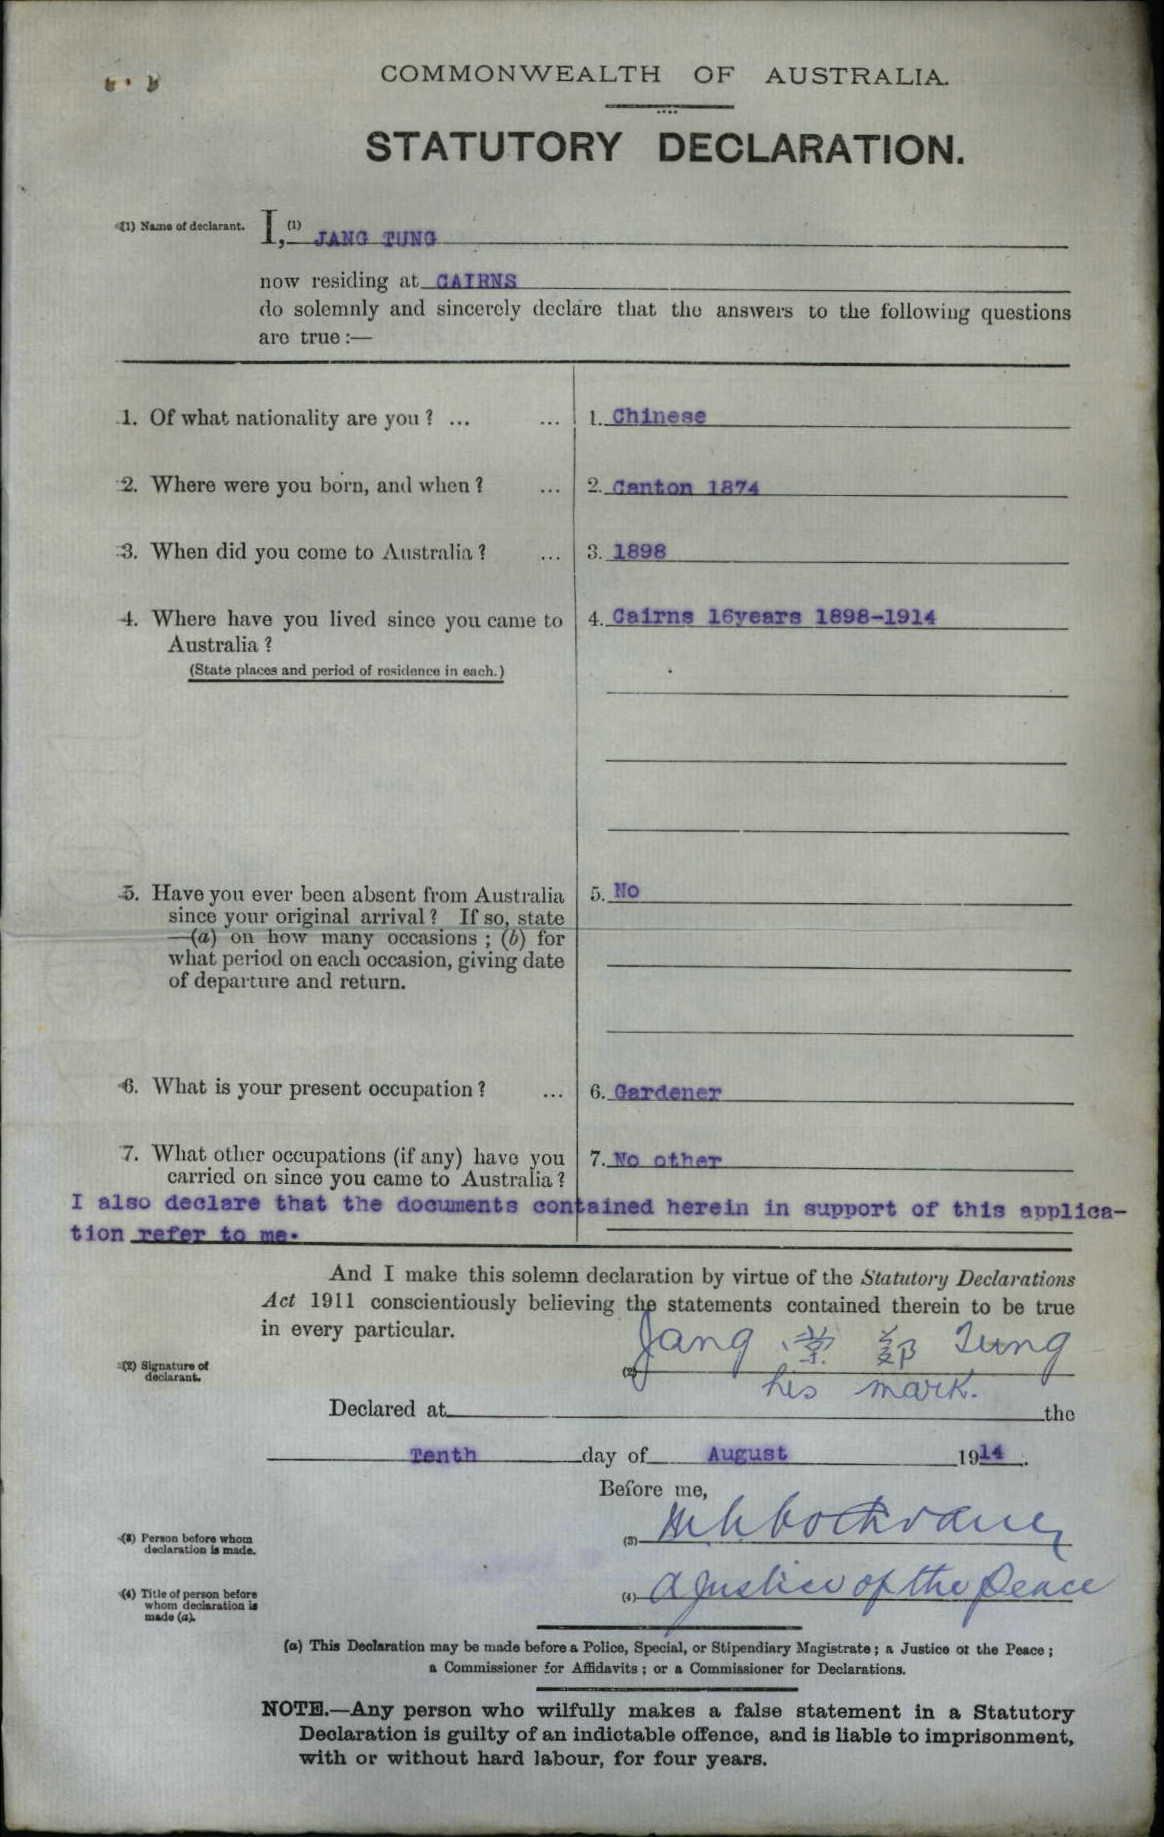 COMMONWEALTH OF AUSTRALIA.
STATUTORY DECLARATION.
(1) Name of declarant. I,(1) JANG TUNG
now residing at CAIRNS
do solemnly and sincerely declare that the answers to the following questions
are true :—
1. Of what nationality are you ? ... ... 1. Chinese
2. Where were you born, and when ? ... 2. Canton 1874
3. When did you come to Australia ? ... 3. 1898
4. Where have you lived since you came to 4. Cairns 16years 1898-1914
Australia ?
(State places and period of residence in each.)
5. Have you ever been absent from Australia 5. No
since your original arrival ? If so, state
—(a) on how many occasions ; (b) for
what period on each occasion, giving date
of departure and return.
6. What is your present occupation ? ... 6. Gardener
7. What other occupations (if any) have you 7. No other
carried on since you came to Australia ?
I also declare that the documents contained herein in support of this applica-
tion refer to me.
And I make this solemn declaration by virtue of the Statutory Declarations
Act 1911 conscientiously believing the statements contained therein to be true
in every particular.
(2) Signature of
declarant.
(2) Jang 鄭 Tung
his mark.
Declared at the
Tenth day of August 1914.
Before me,
(3) Person before whom
declaration is made.
(3)
(4) Title of person before
whom declaration is
made (a).
(4) A Justice of the Peace
(a) This Declaration may be made before a Police, Special, or Stipendiary Magistrate ; a Justice of the Peace ;
a Commissioner for Affidavits ; or a Commissioner for Declarations.
NOTE.—Any person who wilfully makes a false statement in a Statutory
Declaration is guilty of an indictable offence, and is liable to imprisonment,
with or without hard labour, for four years.